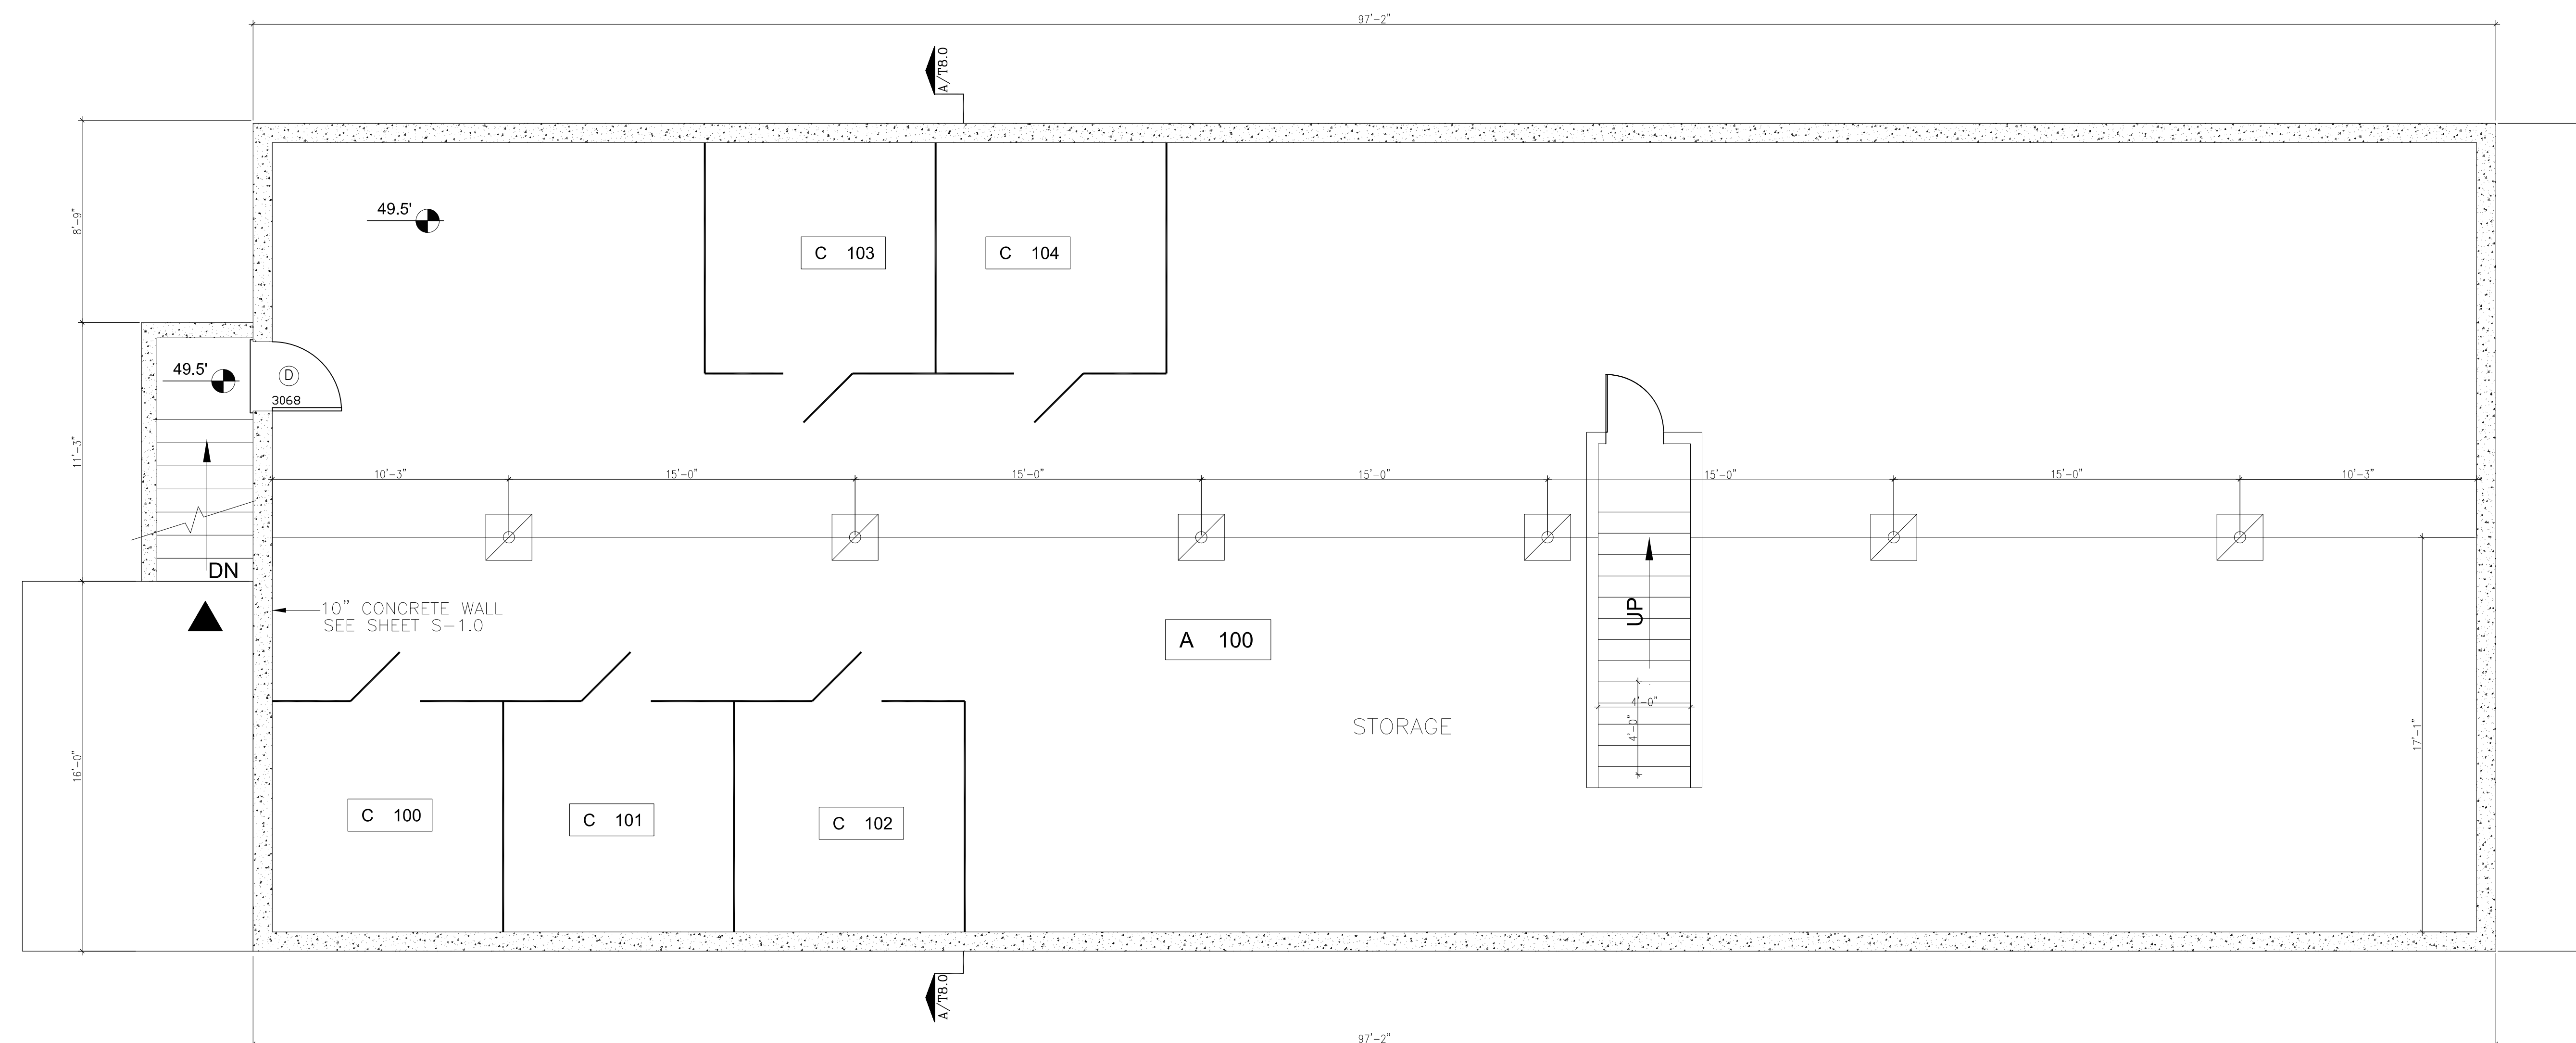 97'-2"
A/T8.0
8'-9"
49.5'
C 103
C 104
49.5'
D
3068
11'-3"
10'-3"
15'-0"
15'-0"
15'-0"
15'-0"
15'-0"
10'-3"
DN
10" CONCRETE WALL
SEE SHEET S-1.0
UP
A 100
4'-0"
4'-0"
STORAGE
17'-1"
16'-0"
C 100
C 101
C 102
A/T8.0
97'-2"